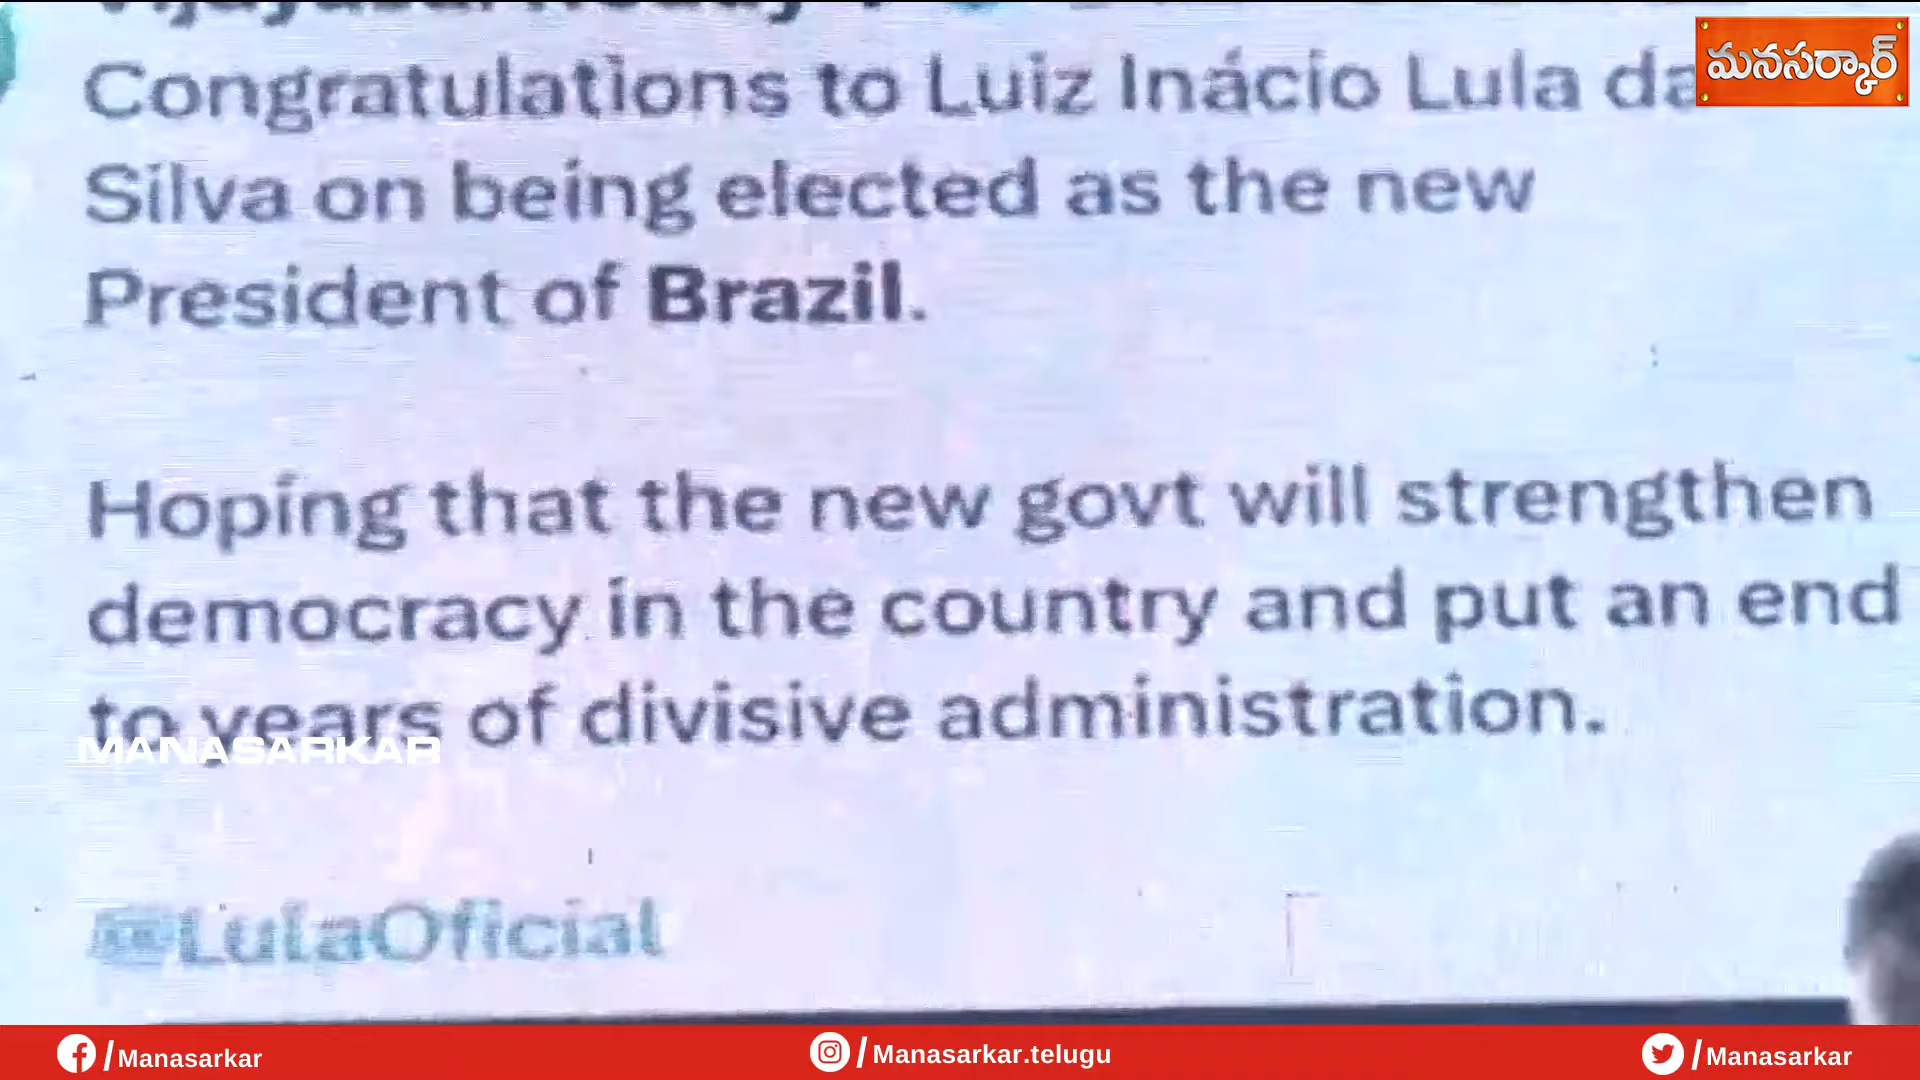 Congratulations to Luiz Inácio Lula da
మనసర్కార్
Silva on being elected as the new
President of Brazil.
Hoping that the new govt will strengthen
democracy in the country and put an end
to years of divisive administration.
MANASARKAR
@LulaOficial
/Manasarkar
/Manasarkar.telugu
/Manasarkar